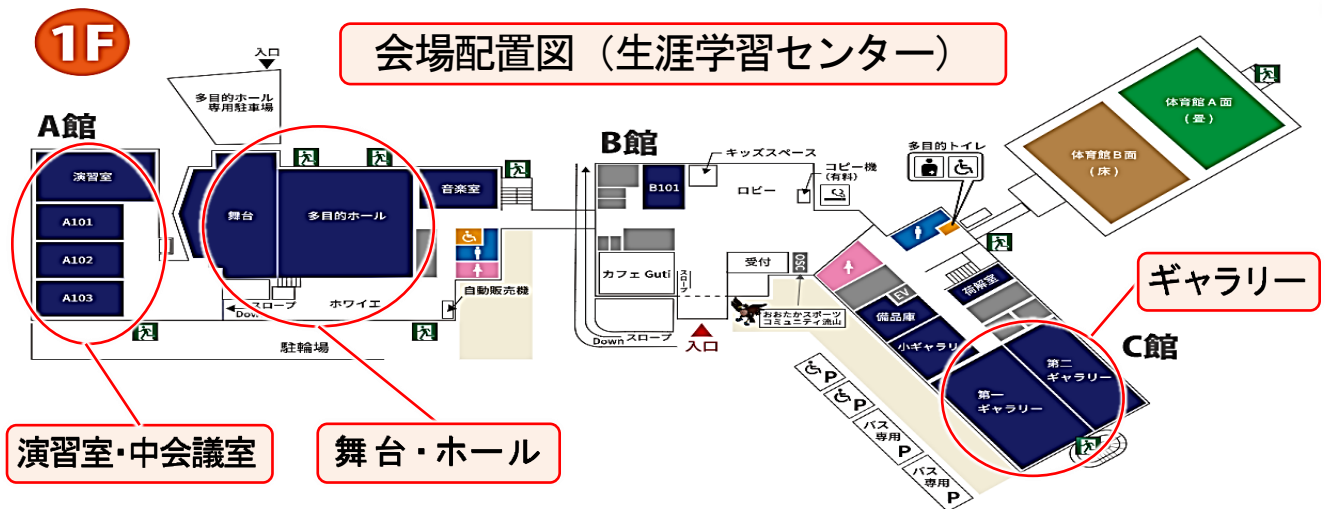 1F
会場配置図（生涯学習センター）
入口
多目的ホール
専用駐車場
A館
演習室
A101
A102
A103
舞台
多目的ホール
音楽室
スロープ
Down
ホワイエ
自動販売機
駐輪場
B館
B101
キッズスペース
ロビー
コピー機
(有料)
カフェ Guti
スロープ
受付
OSC
おおたかスポーツ
コミュニティ流山
Down スロープ
入口
多目的トイレ
体育館A面
(畳)
体育館B面
(床)
EV
荷解室
備品庫
小ギャラリ
C館
第一
ギャラリー
第二
ギャラリー
P
P
バス
専用
P
バス
専用
P
ギャラリー
演習室・中会議室
舞台・ホール